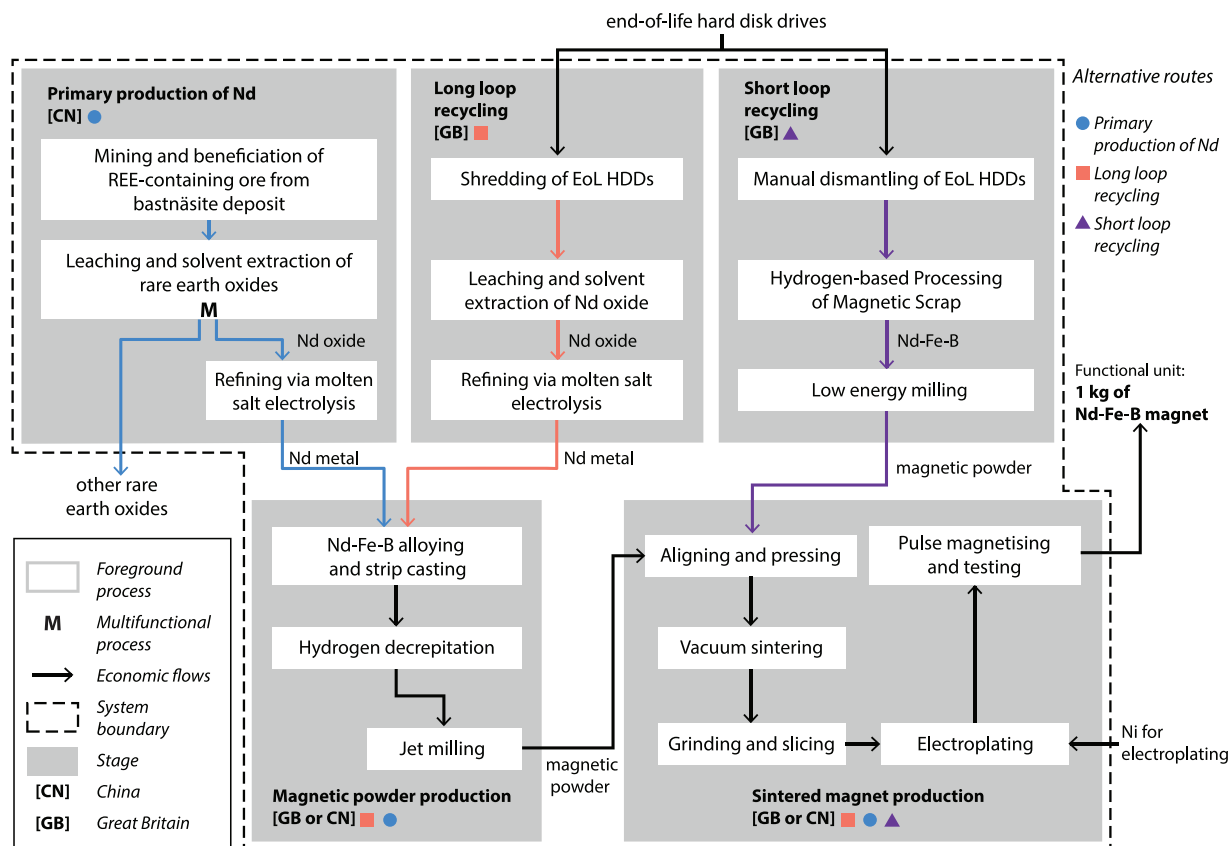 end-of-life hard disk drives
Primary production of Nd
[CN]
Mining and beneficiation of
REE-containing ore from
bastnäsite deposit
Leaching and solvent extraction of
rare earth oxides
M
Nd oxide
Refining via molten
salt electrolysis
Nd metal
other rare
earth oxides
Long loop
recycling
[GB]
Shredding of EoL HDDs
Leaching and solvent
extraction of Nd oxide
Nd oxide
Refining via molten salt
electrolysis
Nd metal
Short loop
recycling
[GB]
Manual dismantling of EoL HDDs
Hydrogen-based Processing
of Magnetic Scrap
Nd-Fe-B
Low energy milling
magnetic powder
Alternative routes
Primary
production of Nd
Long loop
recycling
Short loop
recycling
Functional unit:
1 kg of
Nd-Fe-B magnet
Foreground
process
M
Multifunctional
process
Economic flows
System
boundary
Stage
[CN]
China
[GB]
Great Britain
Nd-Fe-B alloying
and strip casting
Hydrogen decrepitation
Jet milling
magnetic
powder
Magnetic powder production
[GB or CN]
Aligning and pressing
Vacuum sintering
Grinding and slicing
Pulse magnetising
and testing
Electroplating
Ni for
electroplating
Sintered magnet production
[GB or CN]